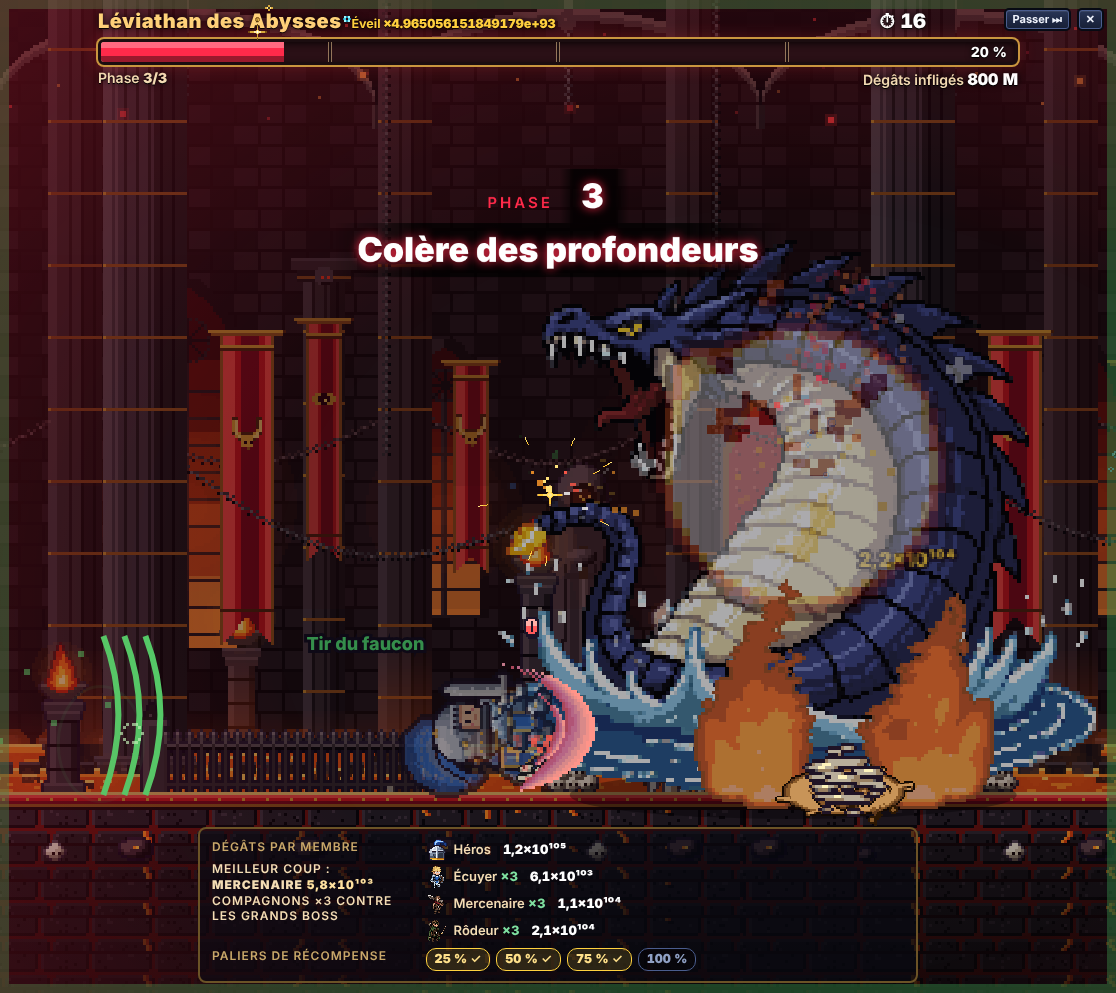 Léviathan des Abysses Éveil ×4.965056151849179e+93
⏱ 16
Passer ⏭
✕
20 %
Phase 3/3
Dégâts infligés 800 M
PHASE 3
Colère des profondeurs
2,2×10¹⁰⁴
Tir du faucon
DÉGÂTS PAR MEMBRE
MEILLEUR COUP :
MERCENAIRE 5,8×10¹⁰³
COMPAGNONS ×3 CONTRE
LES GRANDS BOSS
Héros 1,2×10¹⁰⁵
Écuyer ×3 6,1×10¹⁰³
Mercenaire ×3 1,1×10¹⁰⁴
Rôdeur ×3 2,1×10¹⁰⁴
PALIERS DE RÉCOMPENSE
25 % ✓ 50 % ✓ 75 % ✓ 100 %